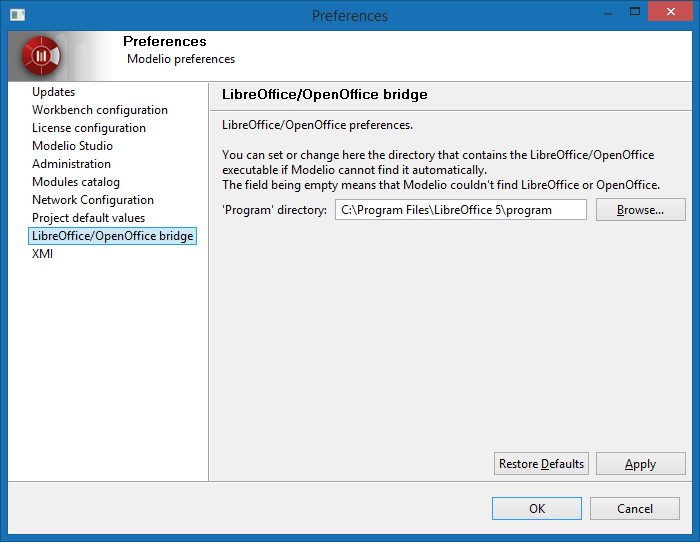 Preferences
Preferences
Modelio preferences
Updates
Workbench configuration
License configuration
Modelio Studio
Administration
Modules catalog
Network Configuration
Project default values
LibreOffice/OpenOffice bridge
XMI
LibreOffice/OpenOffice bridge
LibreOffice/OpenOffice preferences.
You can set or change here the directory that contains the LibreOffice/OpenOffice
executable if Modelio cannot find it automatically.
The field being empty means that Modelio couldn't find LibreOffice or OpenOffice.
'Program' directory: C:\Program Files\LibreOffice 5\program Browse...
Restore Defaults Apply
OK Cancel